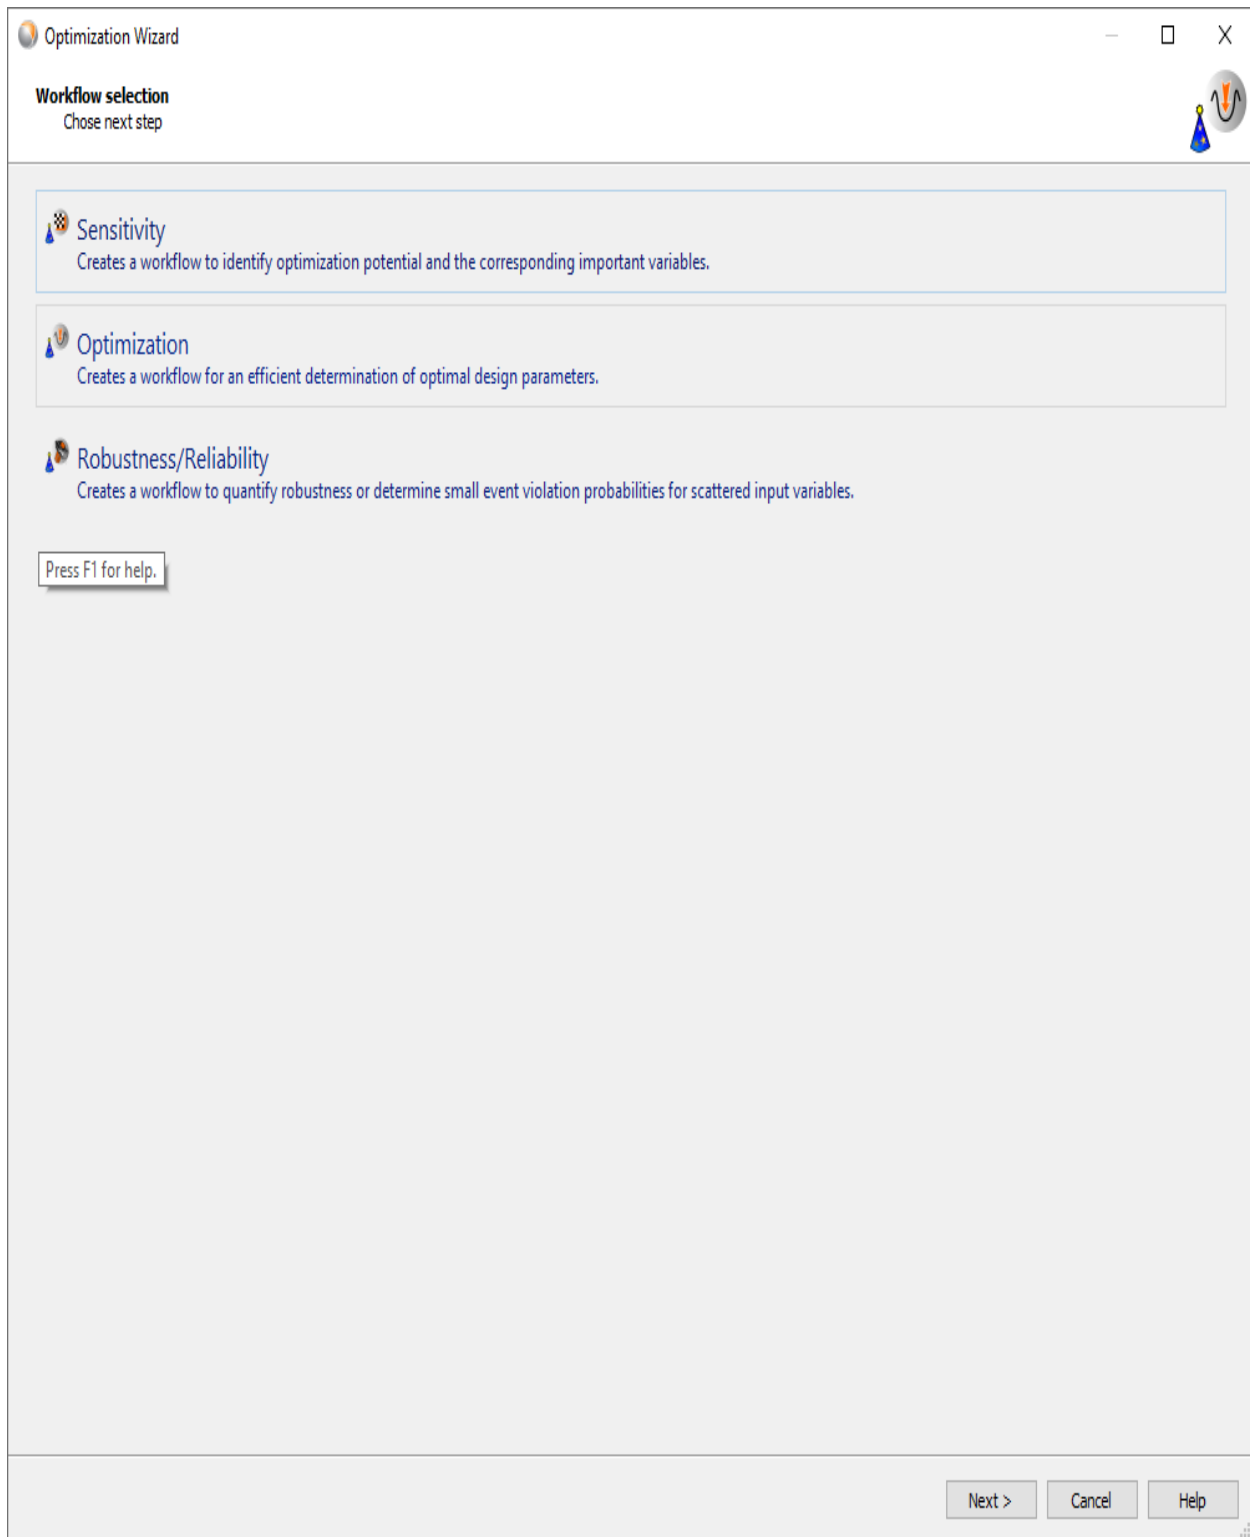 Optimization Wizard
Workflow selection
Chose next step
Sensitivity
Creates a workflow to identify optimization potential and the corresponding important variables.
Optimization
Creates a workflow for an efficient determination of optimal design parameters.
Robustness/Reliability
Creates a workflow to quantify robustness or determine small event violation probabilities for scattered input variables.
Press F1 for help.
Next >
Cancel
Help